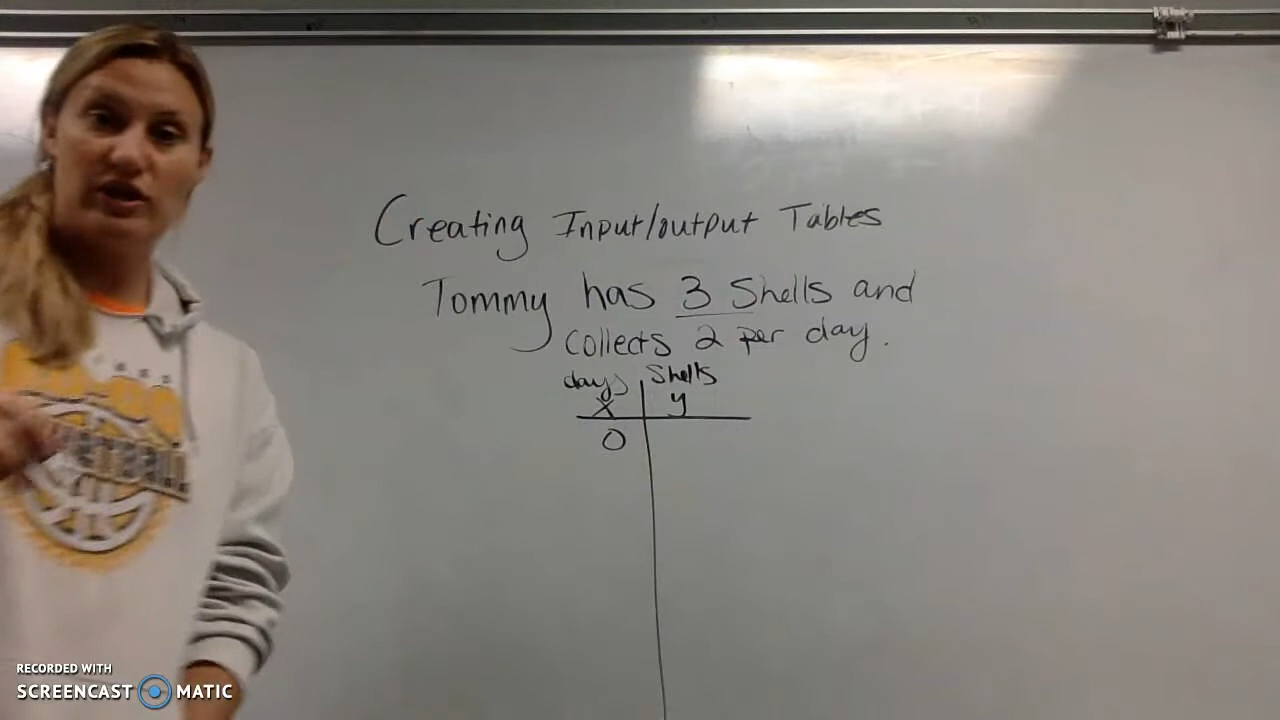 Creating Input/output Tables
Tommy has 3 Shells and
collects 2 per day.
days Shells
x y
0
RECORDED WITH
SCREENCAST MATIC